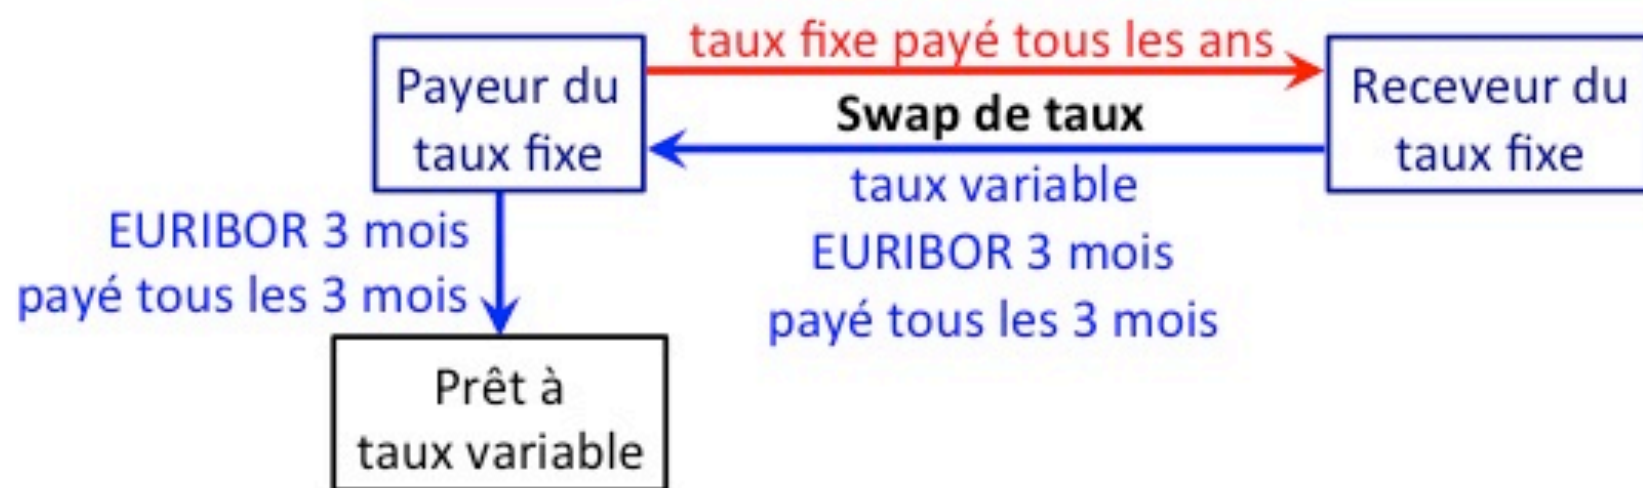 taux fixe payé tous les ans
Payeur du
taux fixe
Swap de taux
Receveur du
taux fixe
taux variable
EURIBOR 3 mois
payé tous les 3 mois
EURIBOR 3 mois
payé tous les 3 mois
Prêt à
taux variable